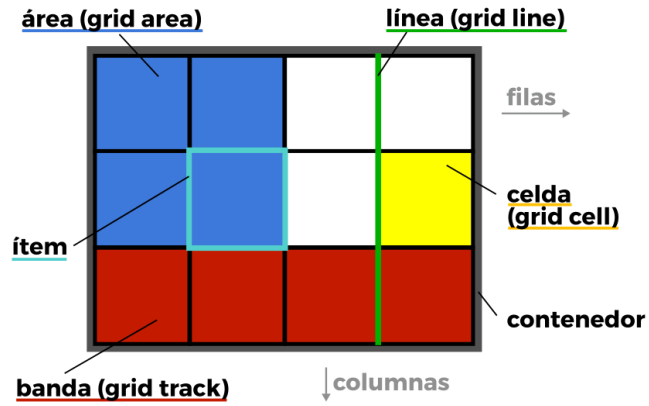 área (grid area)
línea (grid line)
filas
celda
(grid cell)
ítem
contenedor
banda (grid track)
columnas